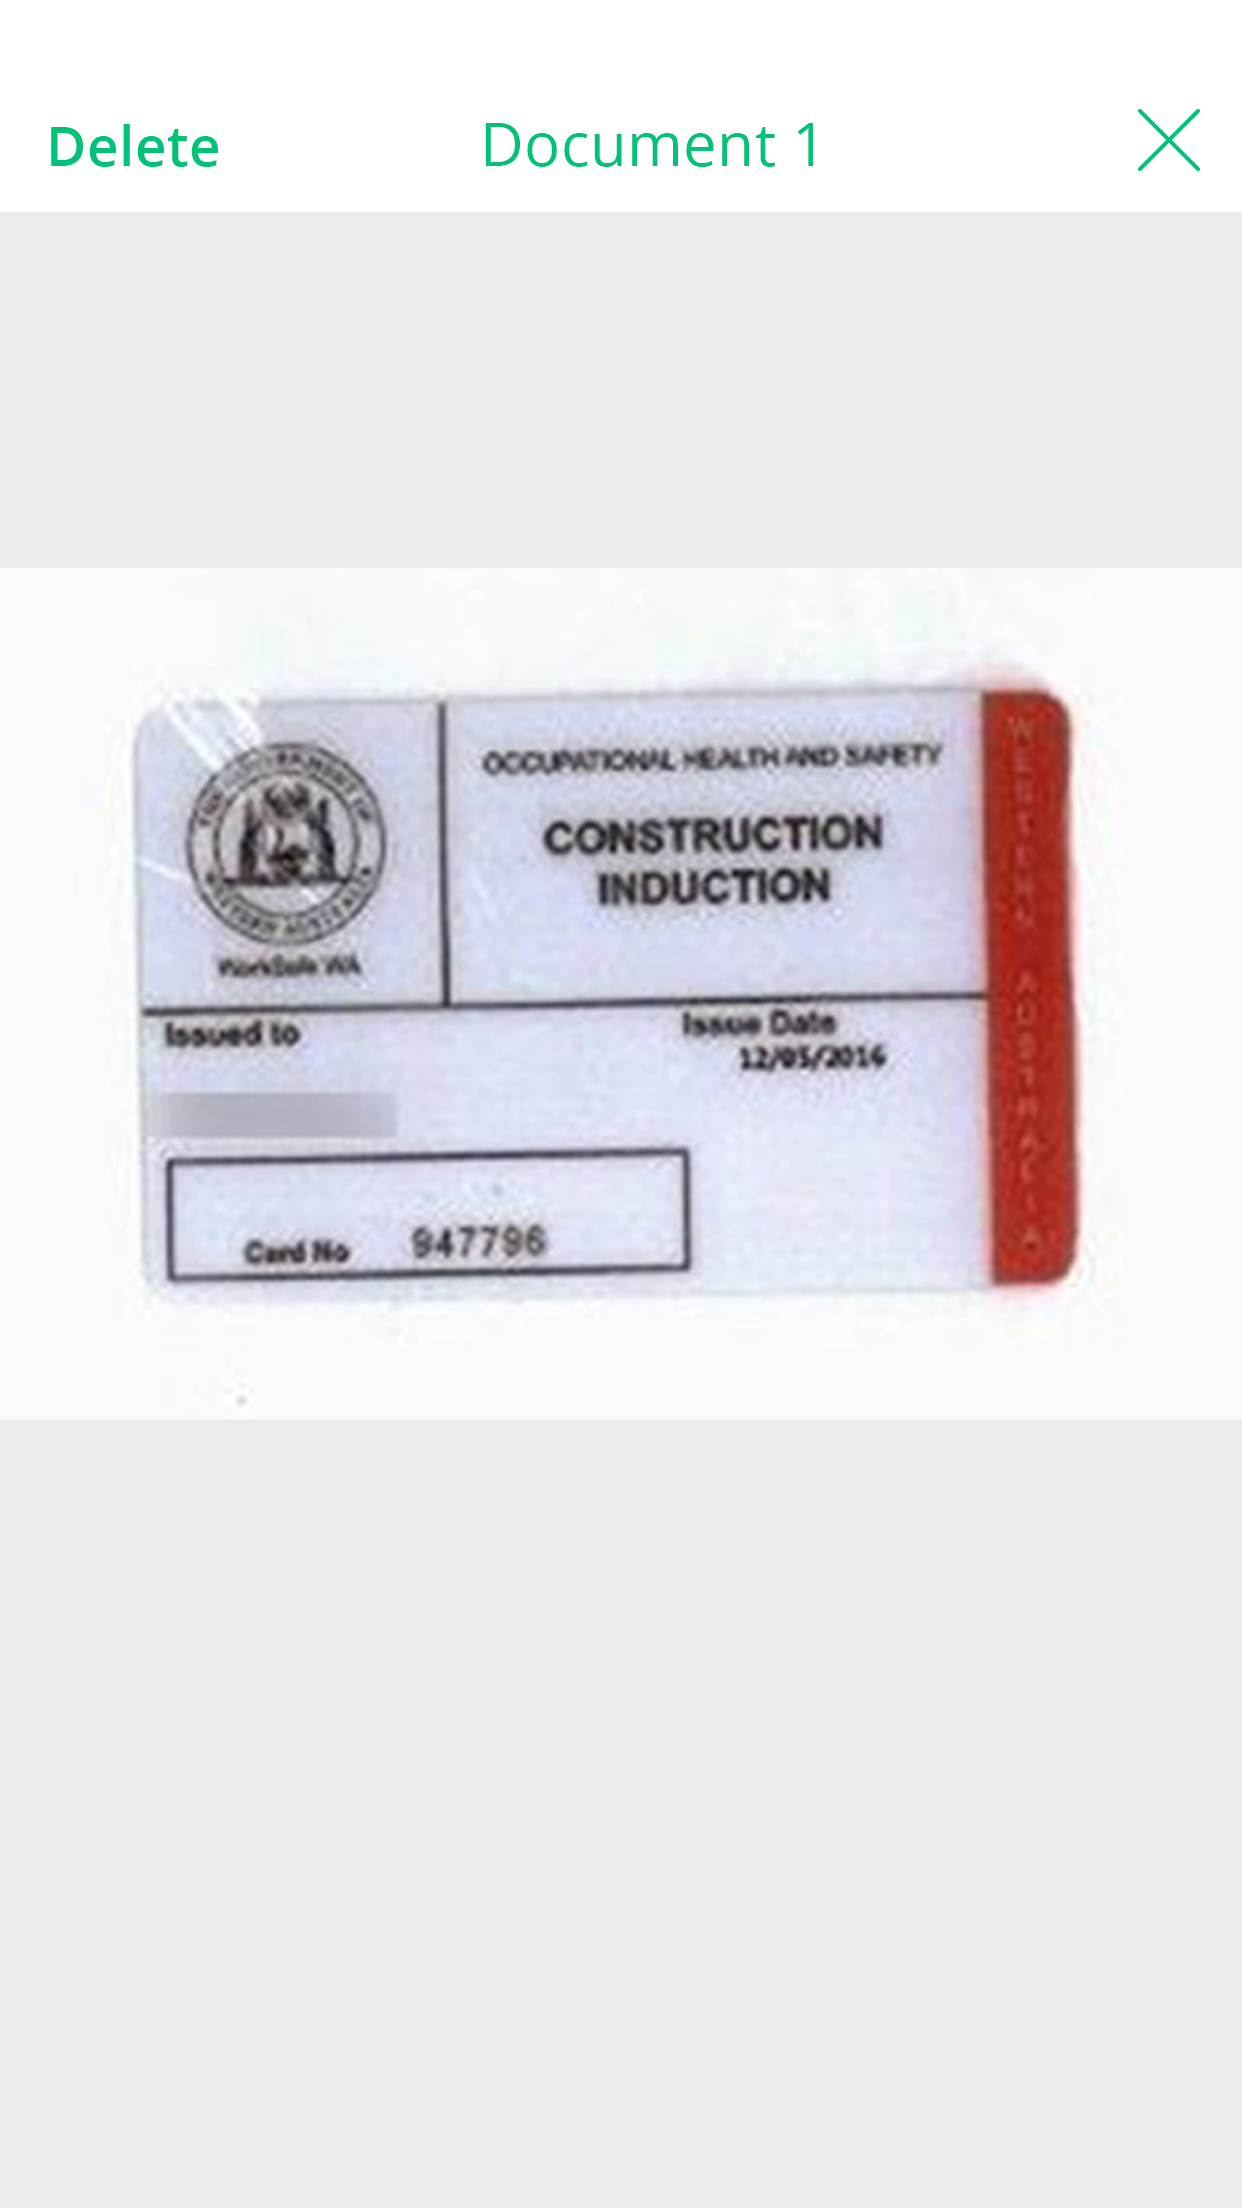 Delete
Document 1
THE GOVERNMENT OF
WESTERN AUSTRALIA
WorkSafe WA
OCCUPATIONAL HEALTH AND SAFETY
CONSTRUCTION
INDUCTION
Issued to
Issue Date
12/05/2016
Card No 947796
WESTERN AUSTRALIA